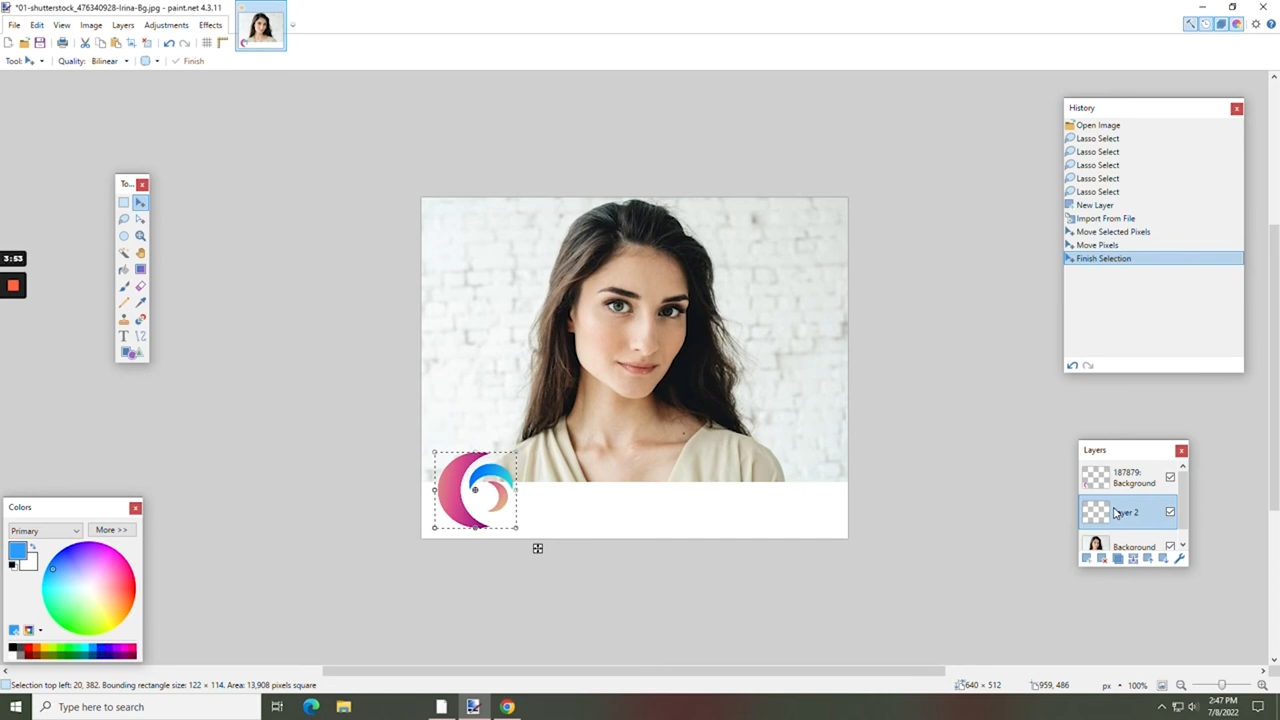 *01-shutterstock_476340928-Irina-Bg.jpg - paint.net 4.3.11
File Edit View Image Layers Adjustments Effects
Tool: Quality: Bilinear Finish
History
Open Image
Lasso Select
Lasso Select
Lasso Select
Lasso Select
Lasso Select
New Layer
Import From File
Move Selected Pixels
Move Pixels
Finish Selection
To...
3:53
Layers
187879:
Background
Layer 2
Background
Colors
Primary More >>
Selection top left: 20, 382. Bounding rectangle size: 122 × 114. Area: 13,908 pixels square
640 × 512 959, 486 px 100%
Type here to search
2:47 PM
7/8/2022